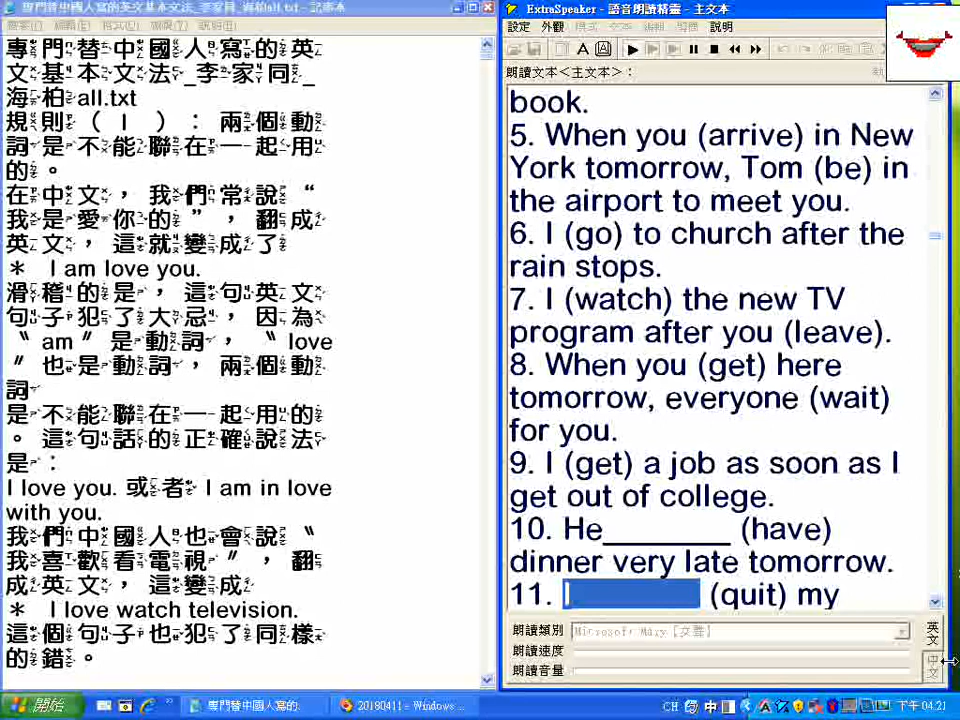 專門替中國人寫的英文基本文法_李家同_海柏all.txt - 記事本
專門替中國人寫的英
文基本文法_李家同_
海柏all.txt
規則（1）：兩個動
詞是不能聯在一起用
的。
在中文，我們常說“
我是愛你的”，翻成
英文，這就變成了
* I am love you.
滑稽的是，這句英文
句子犯了大忌，因為
〝am〞是動詞，〝love
〞也是動詞，兩個動
詞
是不能聯在一起用的
。這句話的正確說法
是：
I love you. 或者 I am in love
with you.
我們中國人也會說〝
我喜歡看電視〞，翻
成英文，這變成
* I love watch television.
這個句子也犯了同樣
的錯。
ExtraSpeaker - 語音朗讀精靈 - 主文本
設定 外觀 朗讀 文本 編輯 說明
朗讀文本<主文本>：
book.
5. When you (arrive) in New
York tomorrow, Tom (be) in
the airport to meet you.
6. I (go) to church after the
rain stops.
7. I (watch) the new TV
program after you (leave).
8. When you (get) here
tomorrow, everyone (wait)
for you.
9. I (get) a job as soon as I
get out of college.
10. He________ (have)
dinner very late tomorrow.
11. ________ (quit) my
朗讀類別 Microsoft Mary【女聲】
朗讀速度
朗讀音量
英文
中文
開始
專門替中國人寫的...
20180411 - Windows ...
CH 中
下午 04:21